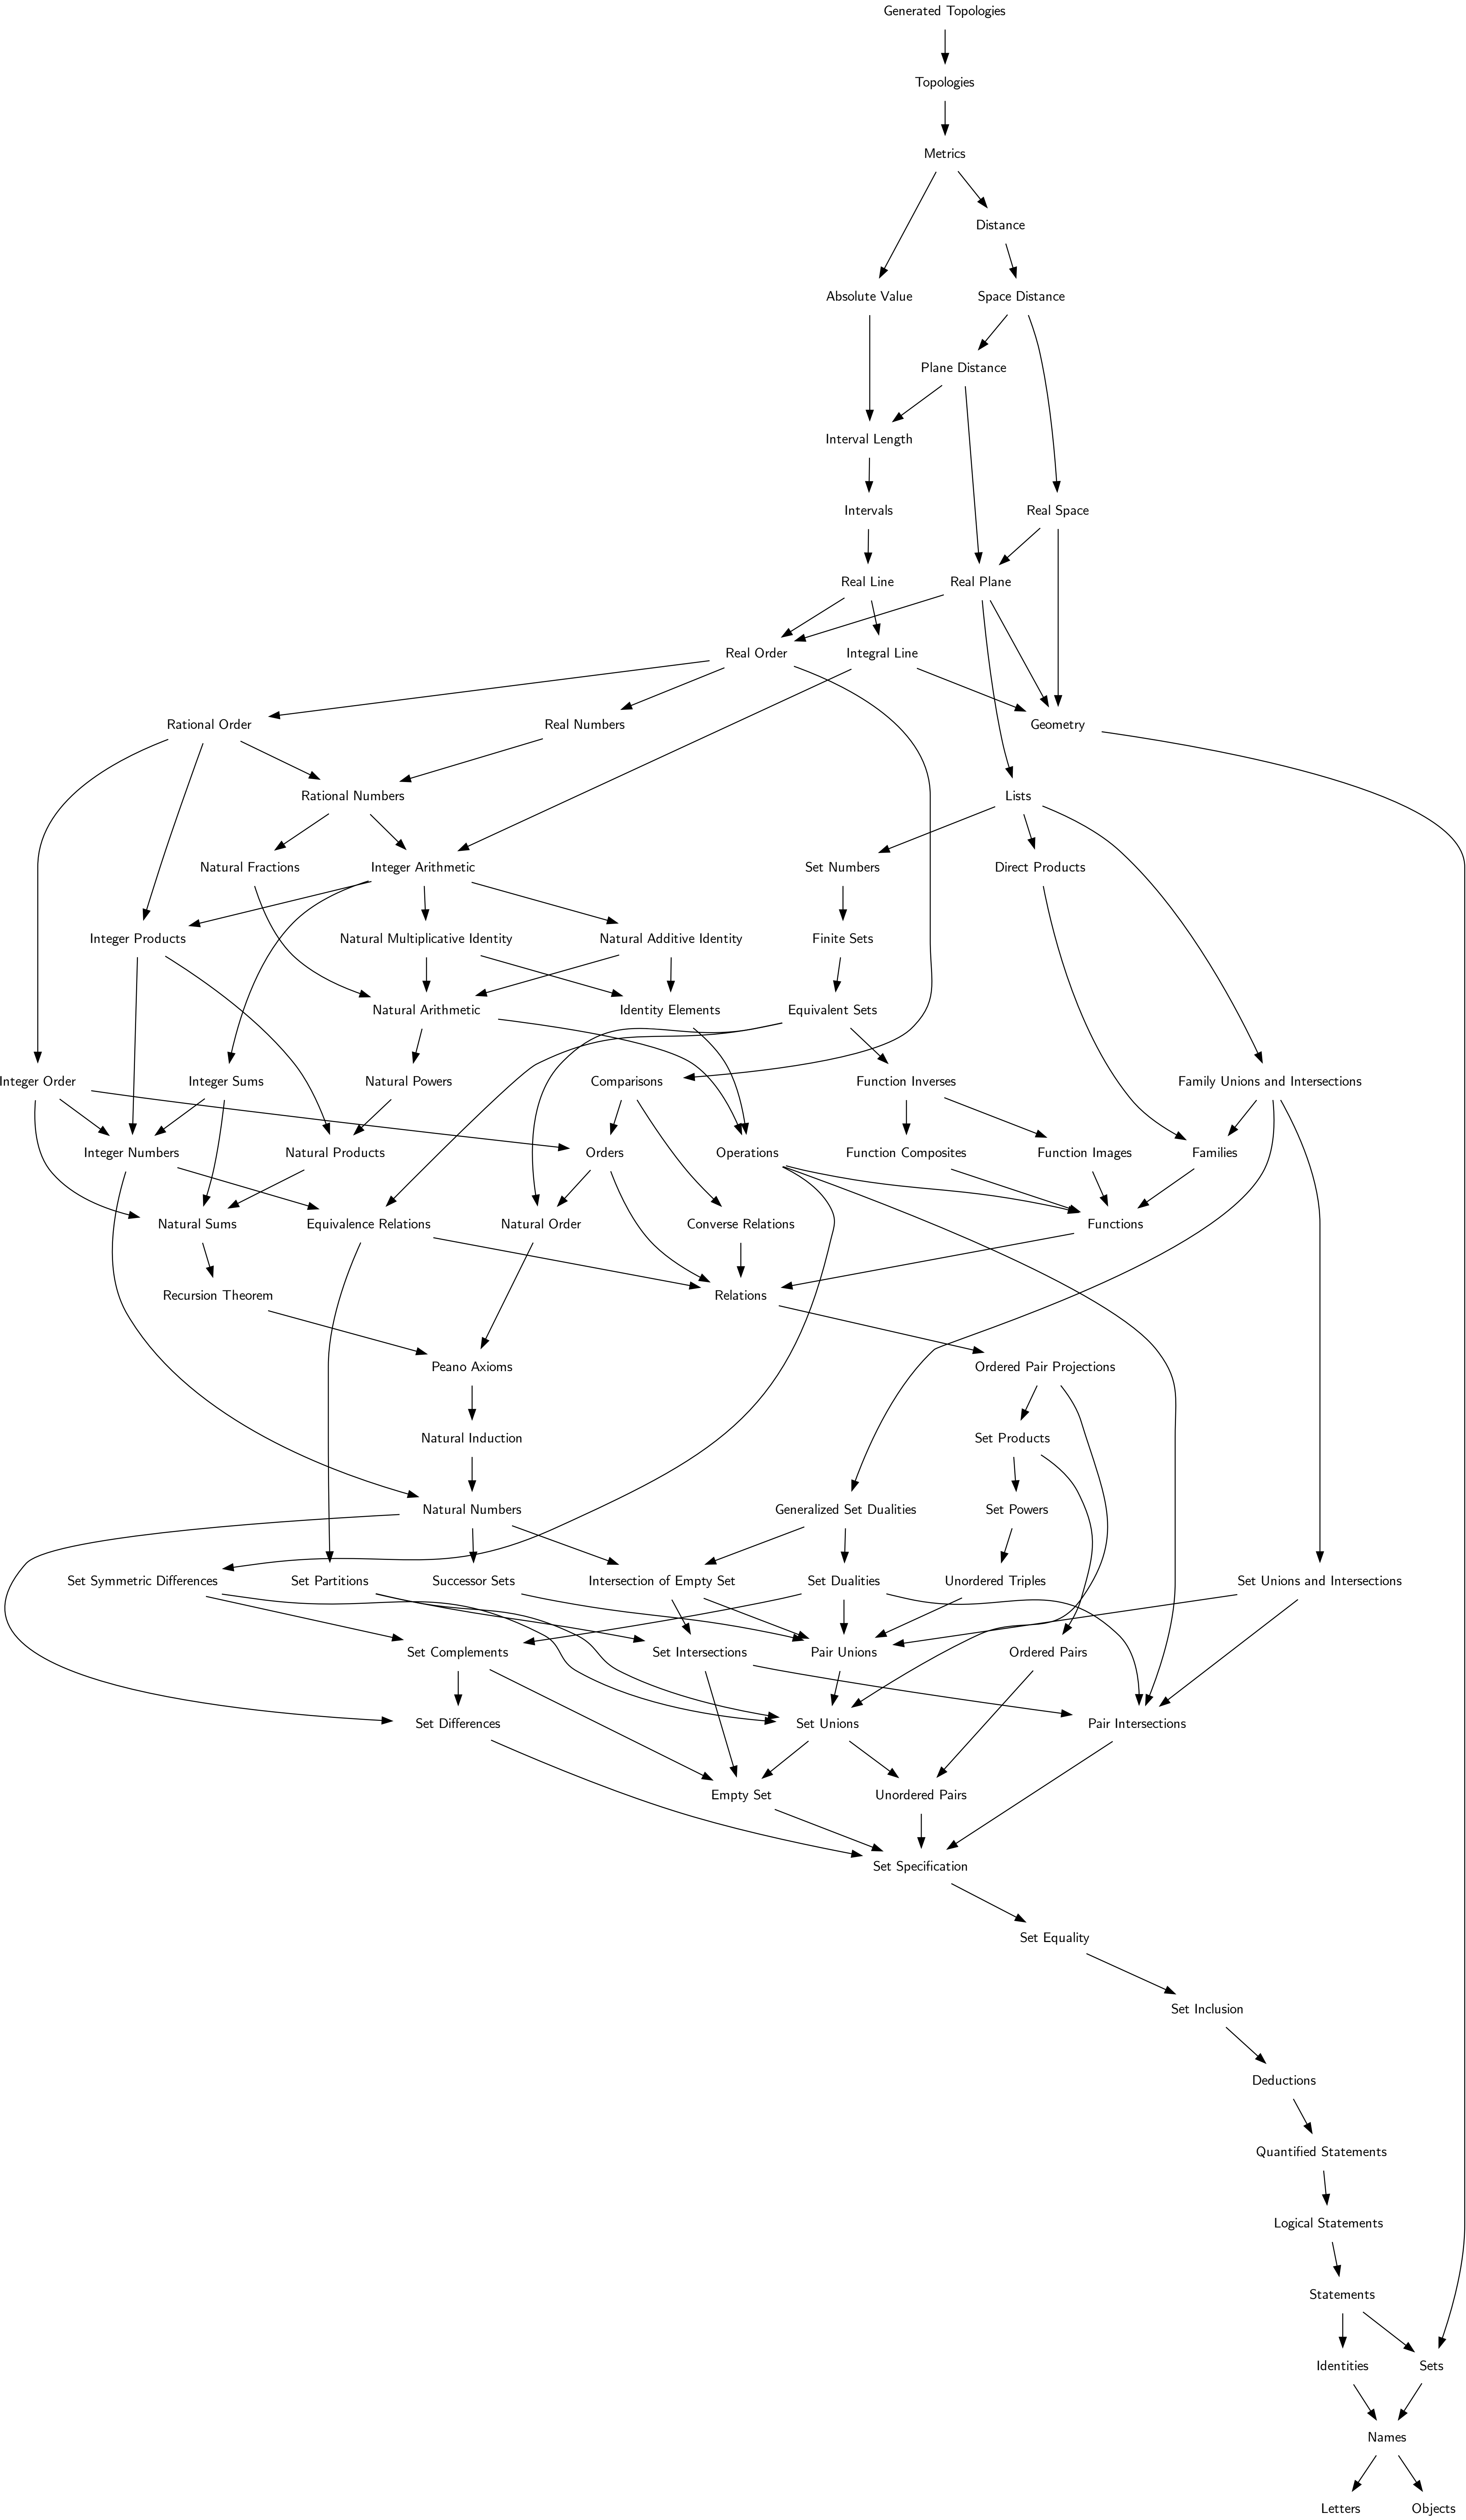 Generated Topologies
Topologies
Metrics
Distance
Absolute Value
Space Distance
Plane Distance
Interval Length
Intervals
Real Space
Real Line
Real Plane
Real Order
Integral Line
Rational Order
Real Numbers
Geometry
Rational Numbers
Lists
Natural Fractions
Integer Arithmetic
Set Numbers
Direct Products
Integer Products
Natural Multiplicative Identity
Natural Additive Identity
Finite Sets
Natural Arithmetic
Identity Elements
Equivalent Sets
Integer Order
Integer Sums
Natural Powers
Comparisons
Function Inverses
Family Unions and Intersections
Integer Numbers
Natural Products
Orders
Operations
Function Composites
Function Images
Families
Natural Sums
Equivalence Relations
Natural Order
Converse Relations
Functions
Recursion Theorem
Relations
Peano Axioms
Ordered Pair Projections
Natural Induction
Set Products
Natural Numbers
Generalized Set Dualities
Set Powers
Set Symmetric Differences
Set Partitions
Successor Sets
Intersection of Empty Set
Set Dualities
Unordered Triples
Set Unions and Intersections
Set Complements
Set Intersections
Pair Unions
Ordered Pairs
Set Differences
Set Unions
Pair Intersections
Empty Set
Unordered Pairs
Set Specification
Set Equality
Set Inclusion
Deductions
Quantified Statements
Logical Statements
Statements
Identities
Sets
Names
Letters
Objects